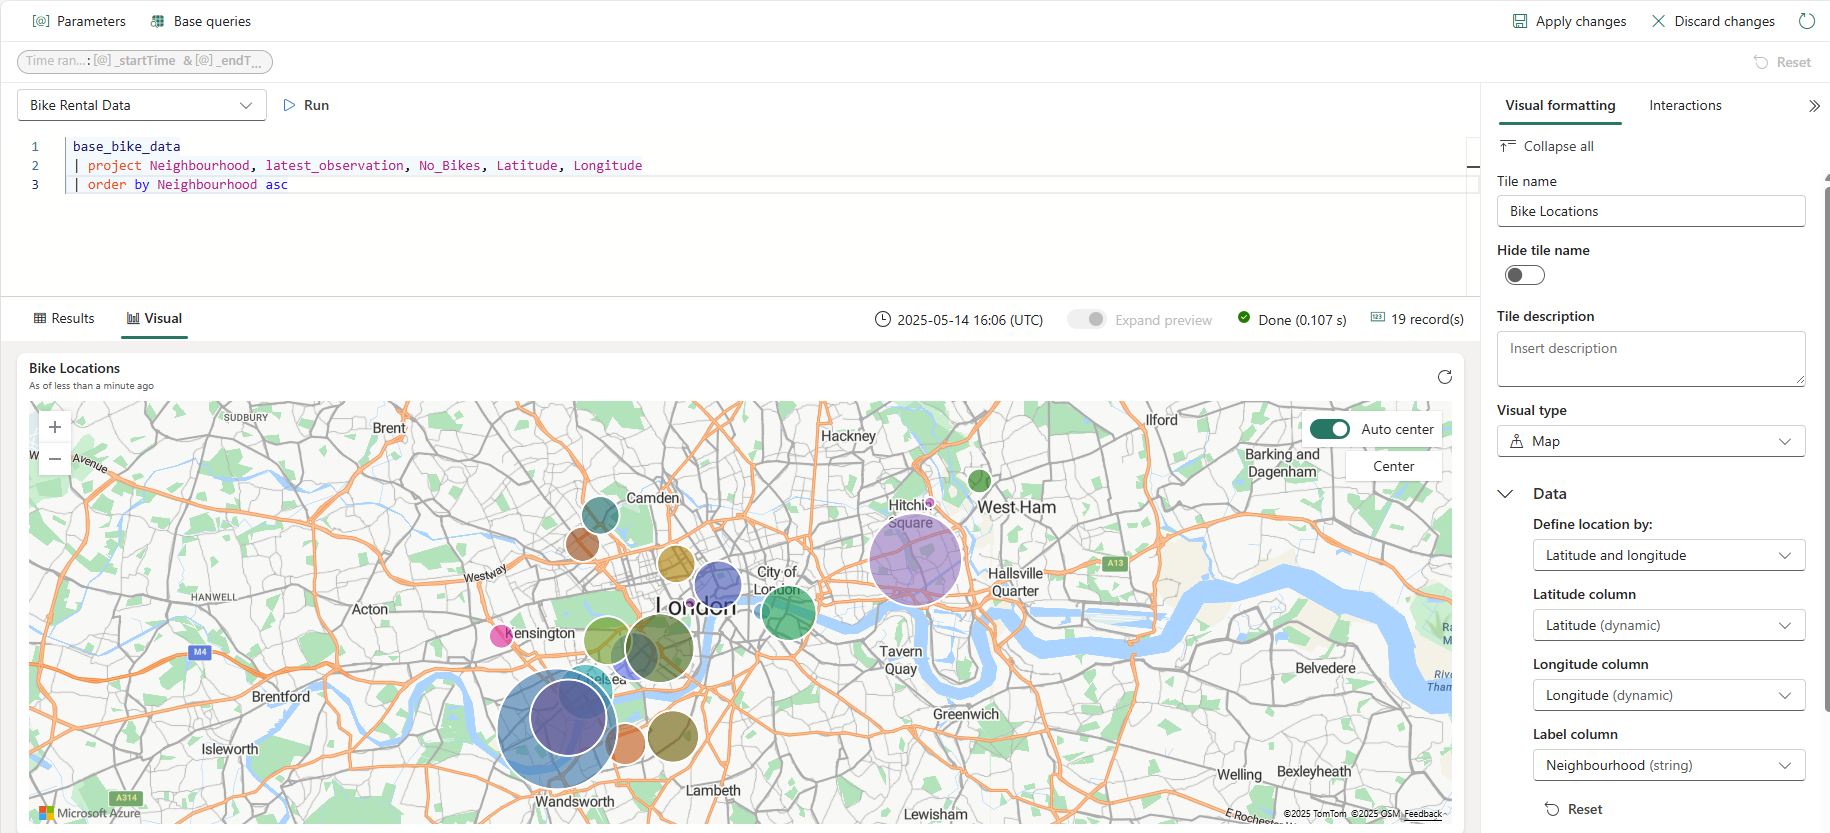 Parameters
Base queries
Apply changes
Discard changes
Time ran...: [@] _startTime & [@] _endT...
Reset
Bike Rental Data
Run
1 base_bike_data
2 | project Neighbourhood, latest_observation, No_Bikes, Latitude, Longitude
3 | order by Neighbourhood asc
Results
Visual
2025-05-14 16:06 (UTC)
Expand preview
Done (0.107 s)
19 record(s)
Bike Locations
As of less than a minute ago
SUDBURY
Brent
Avenue
Hackney
Ilford
Auto center
Center
Barking and
Dagenham
Camden
Square
West Ham
Westway
City of
London
A13
Hallsville
Quarter
HANWELL
Acton
London
Kensington
M4
Tavern
Quay
Belvedere
Brentford
Greenwich
Isleworth
Welling
Bexleyheath
Lambeth
Wandsworth
A314
Lewisham
Microsoft Azure
©2025 TomTom ©2025 OSM Feedback
Visual formatting
Interactions
Collapse all
Tile name
Bike Locations
Hide tile name
Tile description
Insert description
Visual type
Map
Data
Define location by:
Latitude and longitude
Latitude column
Latitude (dynamic)
Longitude column
Longitude (dynamic)
Label column
Neighbourhood (string)
Reset